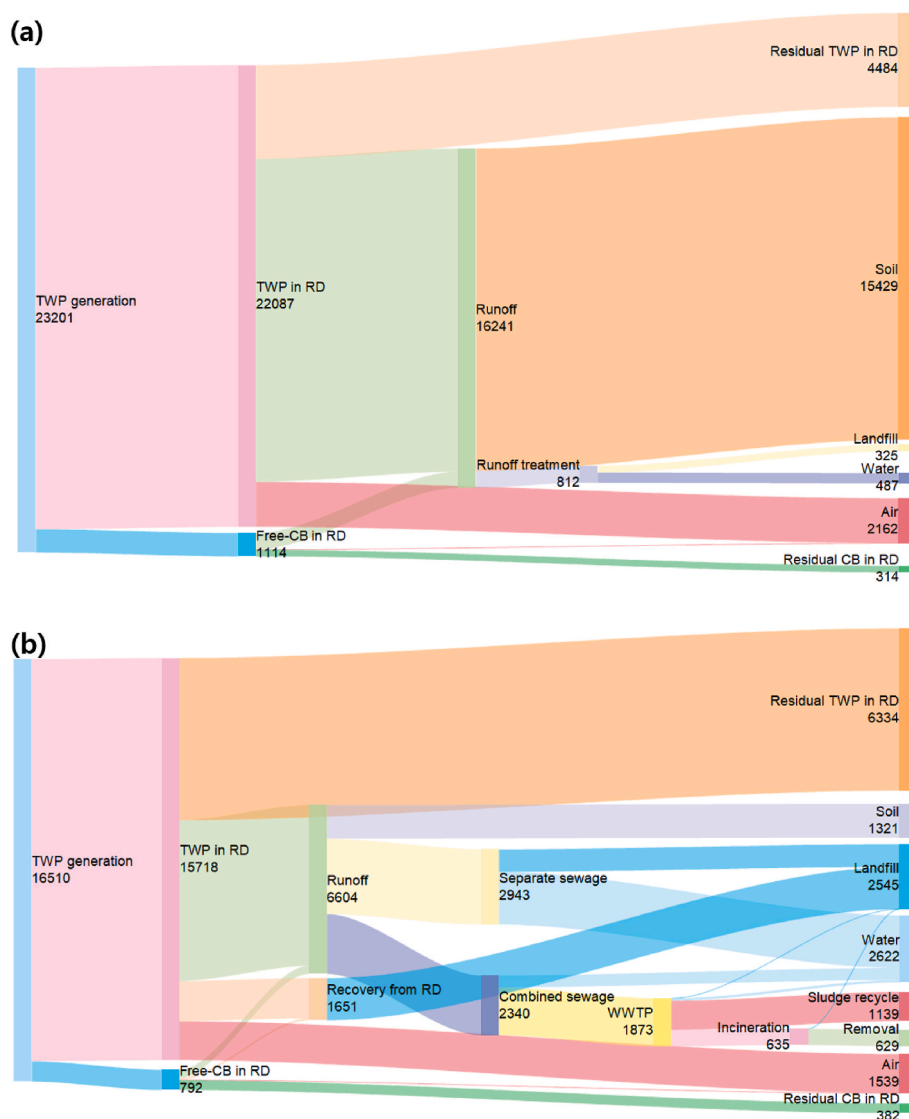 (a)
Residual TWP in RD
4484
TWP generation
23201
TWP in RD
22087
Runoff
16241
Soil
15429
Landfill
325
Runoff treatment
812
Water
487
Air
2162
Free-CB in RD
1114
Residual CB in RD
314
(b)
Residual TWP in RD
6334
TWP generation
16510
TWP in RD
15718
Runoff
6604
Soil
1321
Separate sewage
2943
Landfill
2545
Water
2622
Recovery from RD
1651
Combined sewage
2340
WWTP
1873
Sludge recycle
1139
Incineration
635
Removal
629
Air
1539
Free-CB in RD
792
Residual CB in RD
382